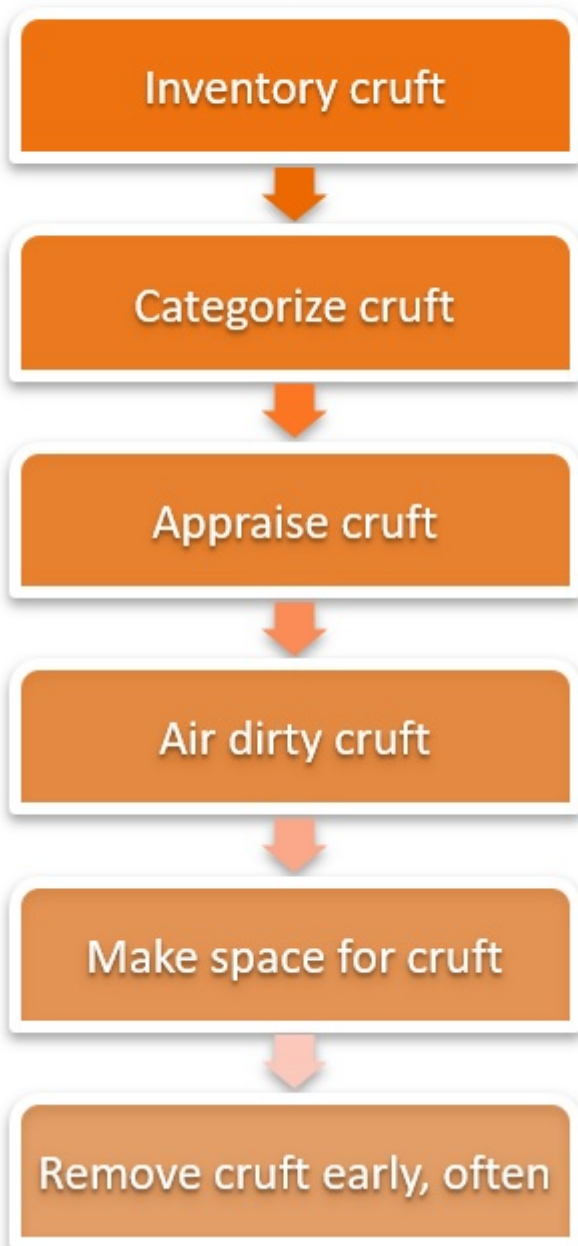 Inventory cruft
Categorize cruft
Appraise cruft
Air dirty cruft
Make space for cruft
Remove cruft early, often